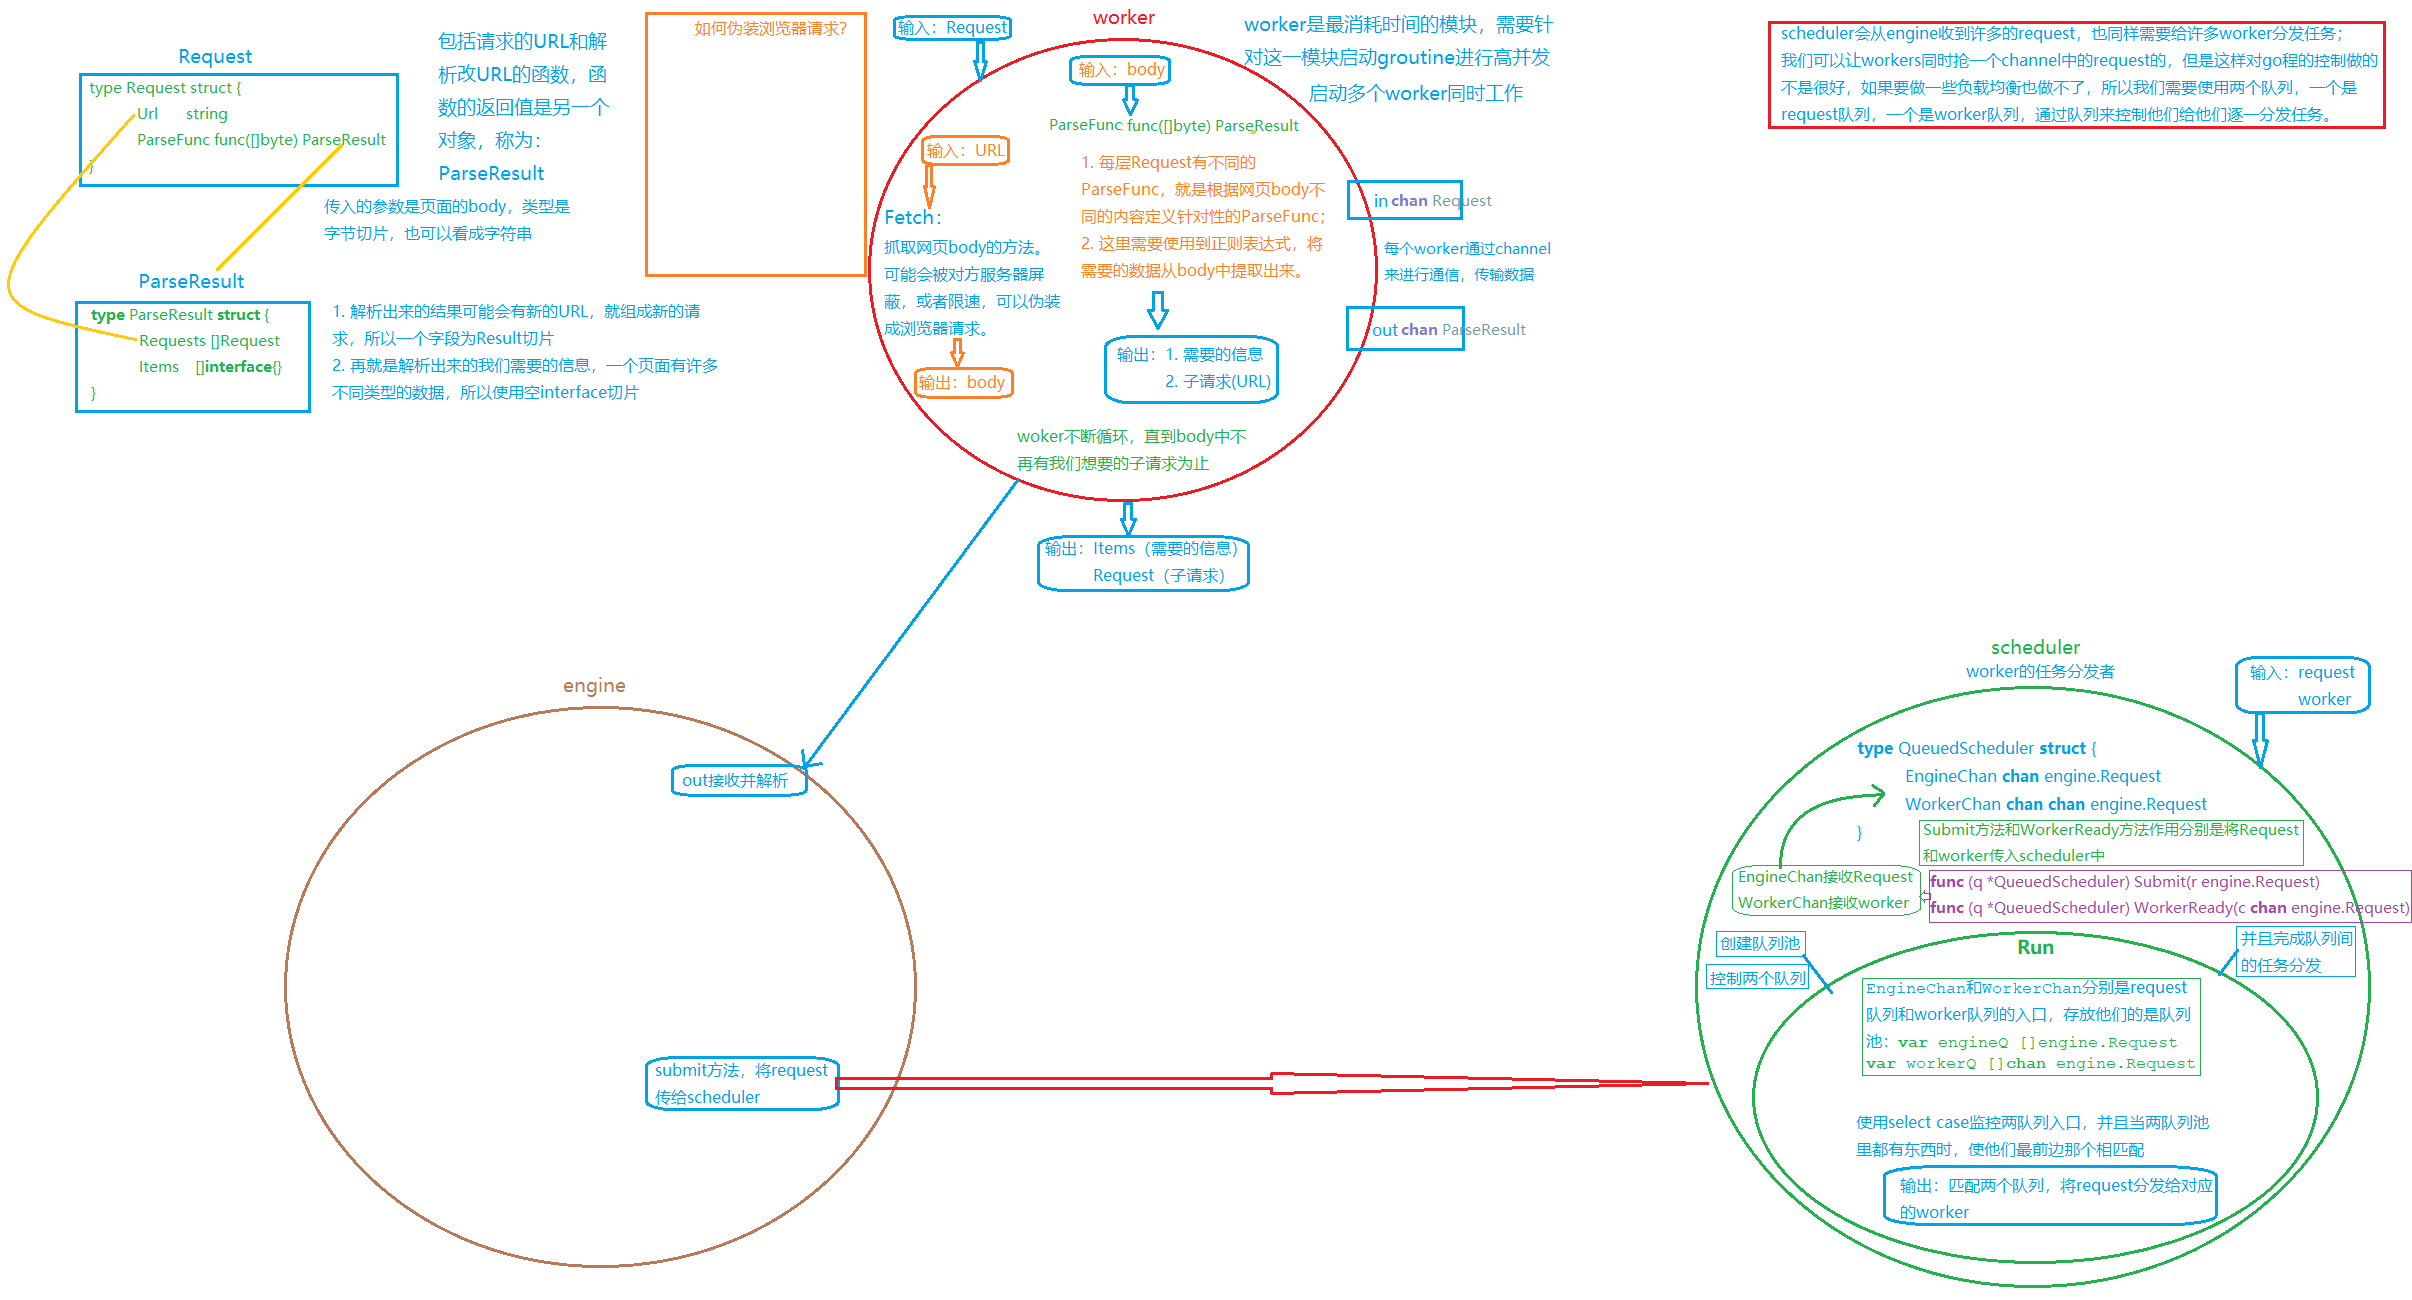 Request
type Request struct {
Url string
ParseFunc func([]byte) ParseResult
}
包括请求的URL和解
析改URL的函数，函
数的返回值是另一个
对象，称为：
ParseResult
传入的参数是页面的body，类型是
字节切片，也可以看成字符串
ParseResult
type ParseResult struct {
Requests []Request
Items []interface{}
}
1. 解析出来的结果可能会有新的URL，就组成新的请
求，所以一个字段为Result切片
2. 再就是解析出来的我们需要的信息，一个页面有许多
不同类型的数据，所以使用空interface切片
如何伪装浏览器请求？
输入：Request
worker
输入：body
ParseFunc func([]byte) ParseResult
输入：URL
Fetch：
抓取网页body的方法。
可能会被对方服务器屏
蔽，或者限速，可以伪装
成浏览器请求。
输出：body
1. 每层Request有不同的
ParseFunc，就是根据网页body不
同的内容定义针对性的ParseFunc；
2. 这里需要使用到正则表达式，将
需要的数据从body中提取出来。
输出：1. 需要的信息
2. 子请求(URL)
woker不断循环，直到body中不
再有我们想要的子请求为止
输出：Items（需要的信息）
Request（子请求）
worker是最消耗时间的模块，需要针
对这一模块启动groutine进行高并发
启动多个worker同时工作
in chan Request
每个worker通过channel
来进行通信，传输数据
out chan ParseResult
scheduler会从engine收到许多的request，也同样需要给许多worker分发任务；
我们可以让workers同时抢一个channel中的request的，但是这样对go程的控制做的
不是很好，如果要做一些负载均衡也做不了，所以我们需要使用两个队列，一个是
request队列，一个是worker队列，通过队列来控制他们给他们逐一分发任务。
engine
out接收并解析
submit方法，将request
传给scheduler
scheduler
worker的任务分发者
输入：request
worker
type QueuedScheduler struct {
EngineChan chan engine.Request
WorkerChan chan chan engine.Request
}
Submit方法和WorkerReady方法作用分别是将Request
和worker传入scheduler中
EngineChan接收Request
WorkerChan接收worker
func (q *QueuedScheduler) Submit(r engine.Request)
func (q *QueuedScheduler) WorkerReady(c chan engine.Request)
创建队列池
控制两个队列
Run
并且完成队列间
的任务分发
EngineChan和WorkerChan分别是request
队列和worker队列的入口，存放他们的是队列
池：var engineQ []engine.Request
var workerQ []chan engine.Request
使用select case监控两队列入口，并且当两队列池
里都有东西时，使他们最前边那个相匹配
输出：匹配两个队列，将request分发给对应
的worker